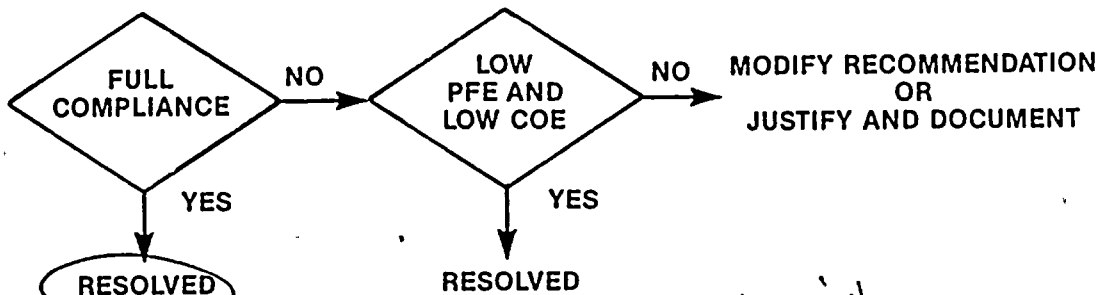 FULL
COMPLIANCE
NO
LOW
PFE AND
LOW COE
NO
MODIFY RECOMMENDATION
OR
JUSTIFY AND DOCUMENT
YES
YES
RESOLVED
RESOLVED